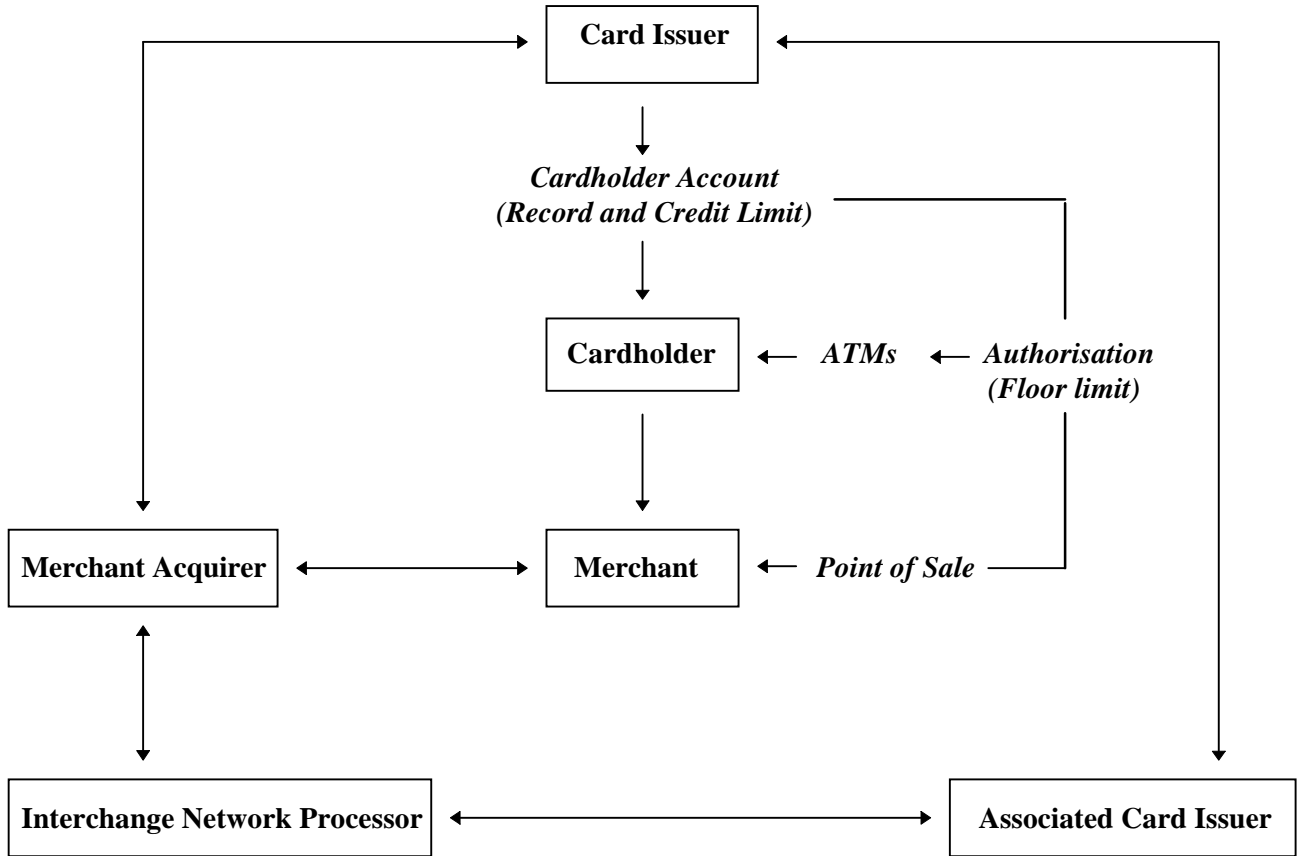 Card Issuer
Cardholder Account
(Record and Credit Limit)
Cardholder
ATMs
Authorisation
(Floor limit)
Merchant Acquirer
Merchant
Point of Sale
Interchange Network Processor
Associated Card Issuer